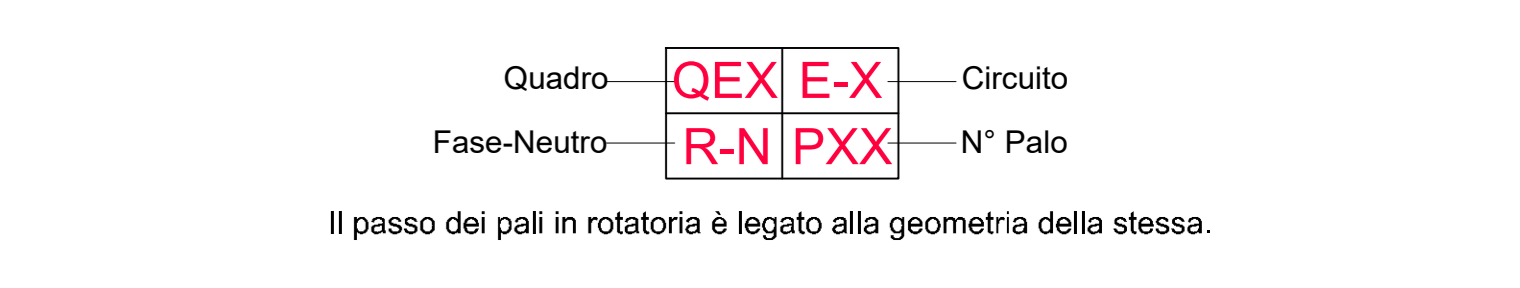 Quadro QEX E-X Circuito
Fase-Neutro R-N PXX N° Palo
Il passo dei pali in rotatoria è legato alla geometria della stessa.